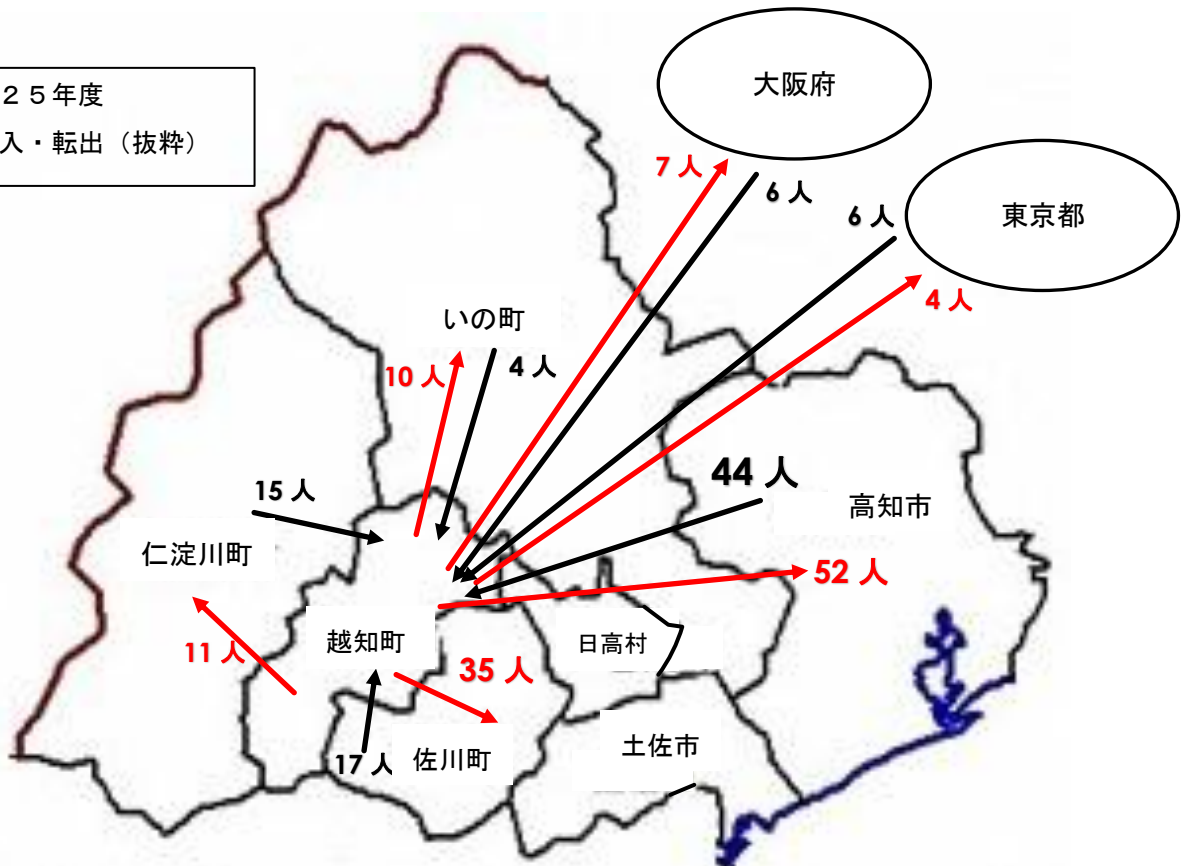 ２５年度
入・転出（抜粋）
大阪府
東京都
7 人
6 人
6 人
4 人
いの町
10 人
4 人
44 人
高知市
15 人
仁淀川町
52 人
越知町
日高村
11 人
35 人
17 人
佐川町
土佐市